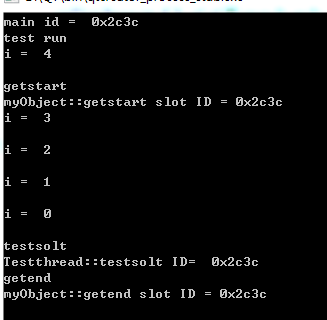 main id =  0x2c3c
test run
i =  4
getstart
myObject::getstart slot ID = 0x2c3c
i =  3
i =  2
i =  1
i =  0
testsolt
Testthread::testsolt ID=  0x2c3c
getend
myObject::getend slot ID = 0x2c3c